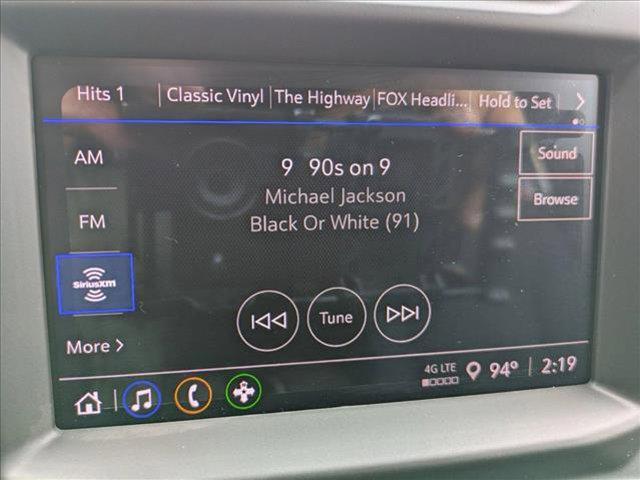 Hits 1 Classic Vinyl The Highway FOX Headli... Hold to Set
AM
FM
SiriusXM
More
9 90s on 9
Michael Jackson
Black Or White (91)
Tune
Sound
Browse
4G LTE 94° 2:19